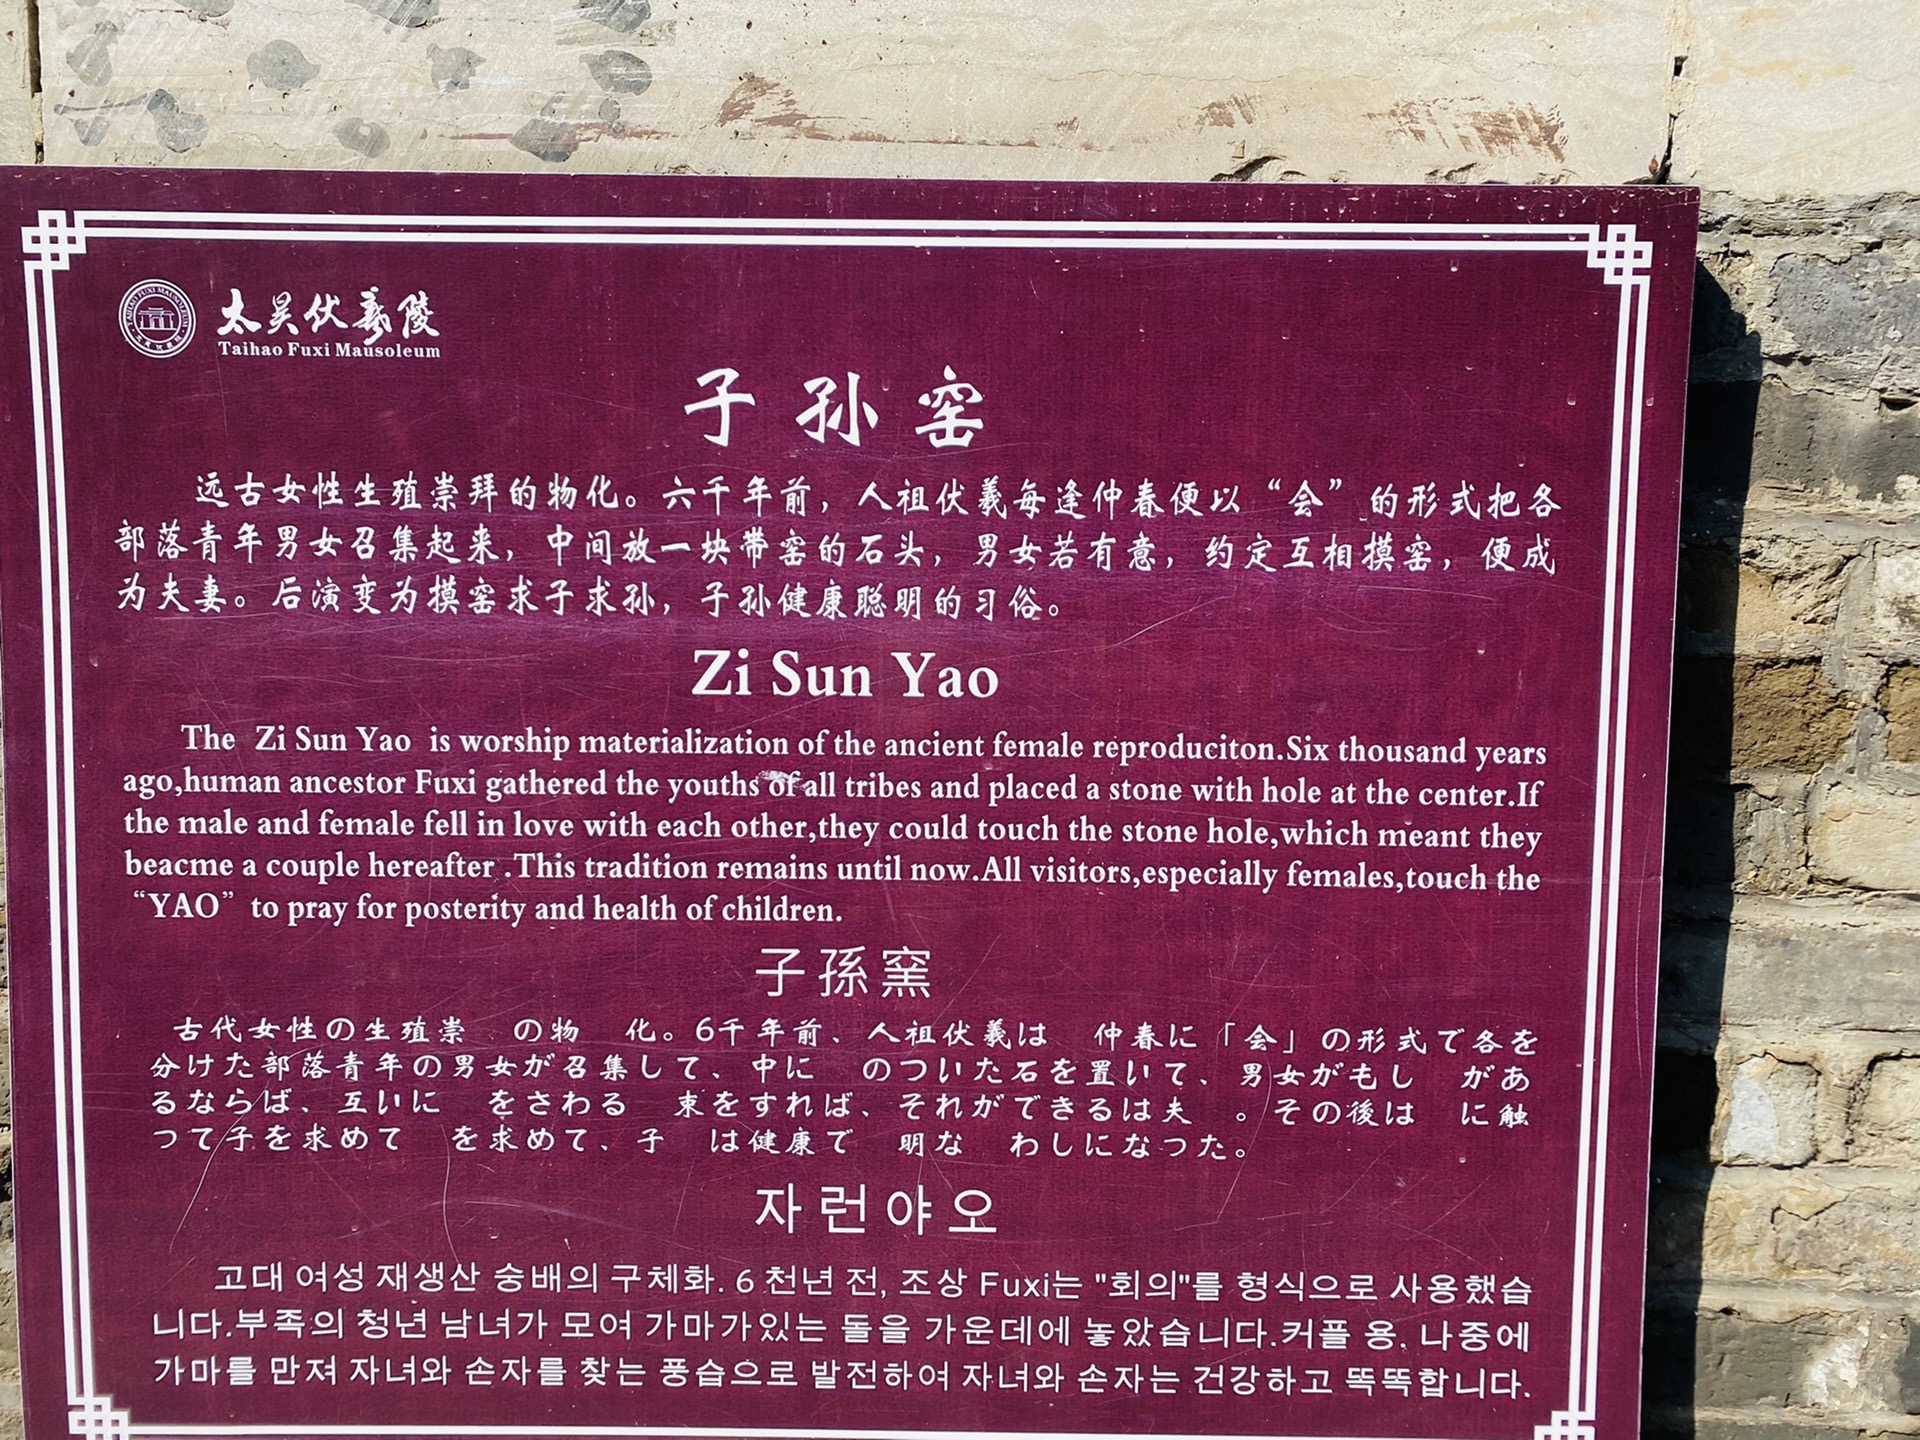 太昊伏羲陵
Taihao Fuxi Mausoleum
子孙窑
远古女性生殖崇拜的物化。六千年前，人祖伏羲每逢仲春便以“会”的形式把各
部落青年男女召集起来，中间放一块带窑的石头，男女若有意，约定互相摸窑，便成
为夫妻。后演变为摸窑求子求孙，子孙健康聪明的习俗。
Zi Sun Yao
The Zi Sun Yao is worship materialization of the ancient female reproduciton.Six thousand years
ago,human ancestor Fuxi gathered the youths of all tribes and placed a stone with hole at the center.If
the male and female fell in love with each other,they could touch the stone hole,which meant they
beacme a couple hereafter .This tradition remains until now.All visitors,especially females,touch the
“YAO” to pray for posterity and health of children.
子孫窯
古代女性の生殖崇 の物 化。6千年前、人祖伏義は 仲春に「会」の形式で各を
分けた部落青年の男女が召集して、中に のついた石を置いて、男女がもし があ
るならば、互いに をさわる 束をすれば、それができるは夫 。その後は に触
つて子を求めて を求めて、子 は健康で 明な わしになつた。
자런야오
고대 여성 재생산 숭배의 구체화. 6 천년 전, 조상 Fuxi는 "회의"를 형식으로 사용했습
니다.부족의 청년 남녀가 모여 가마가있는 돌을 가운데에 놓았습니다.커플 용. 나중에
가마를 만져 자녀와 손자를 찾는 풍습으로 발전하여 자녀와 손자는 건강하고 똑똑합니다.